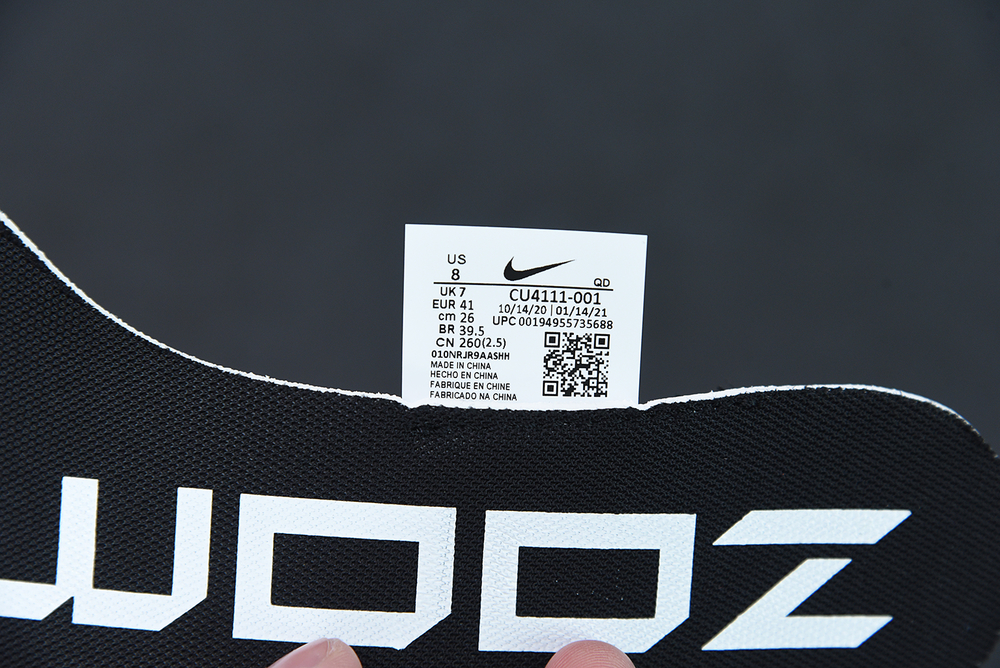 US
8
QD
UK 7
EUR 41
cm 26
BR 39.5
CN 260(2.5)
CU4111-001
10/14/20 | 01/14/21
UPC 00194955735688
010NRJR9AASHH
MADE IN CHINA
HECHO EN CHINA
FABRIQUE EN CHINE
FABRICADO NA CHINA
ZOOM